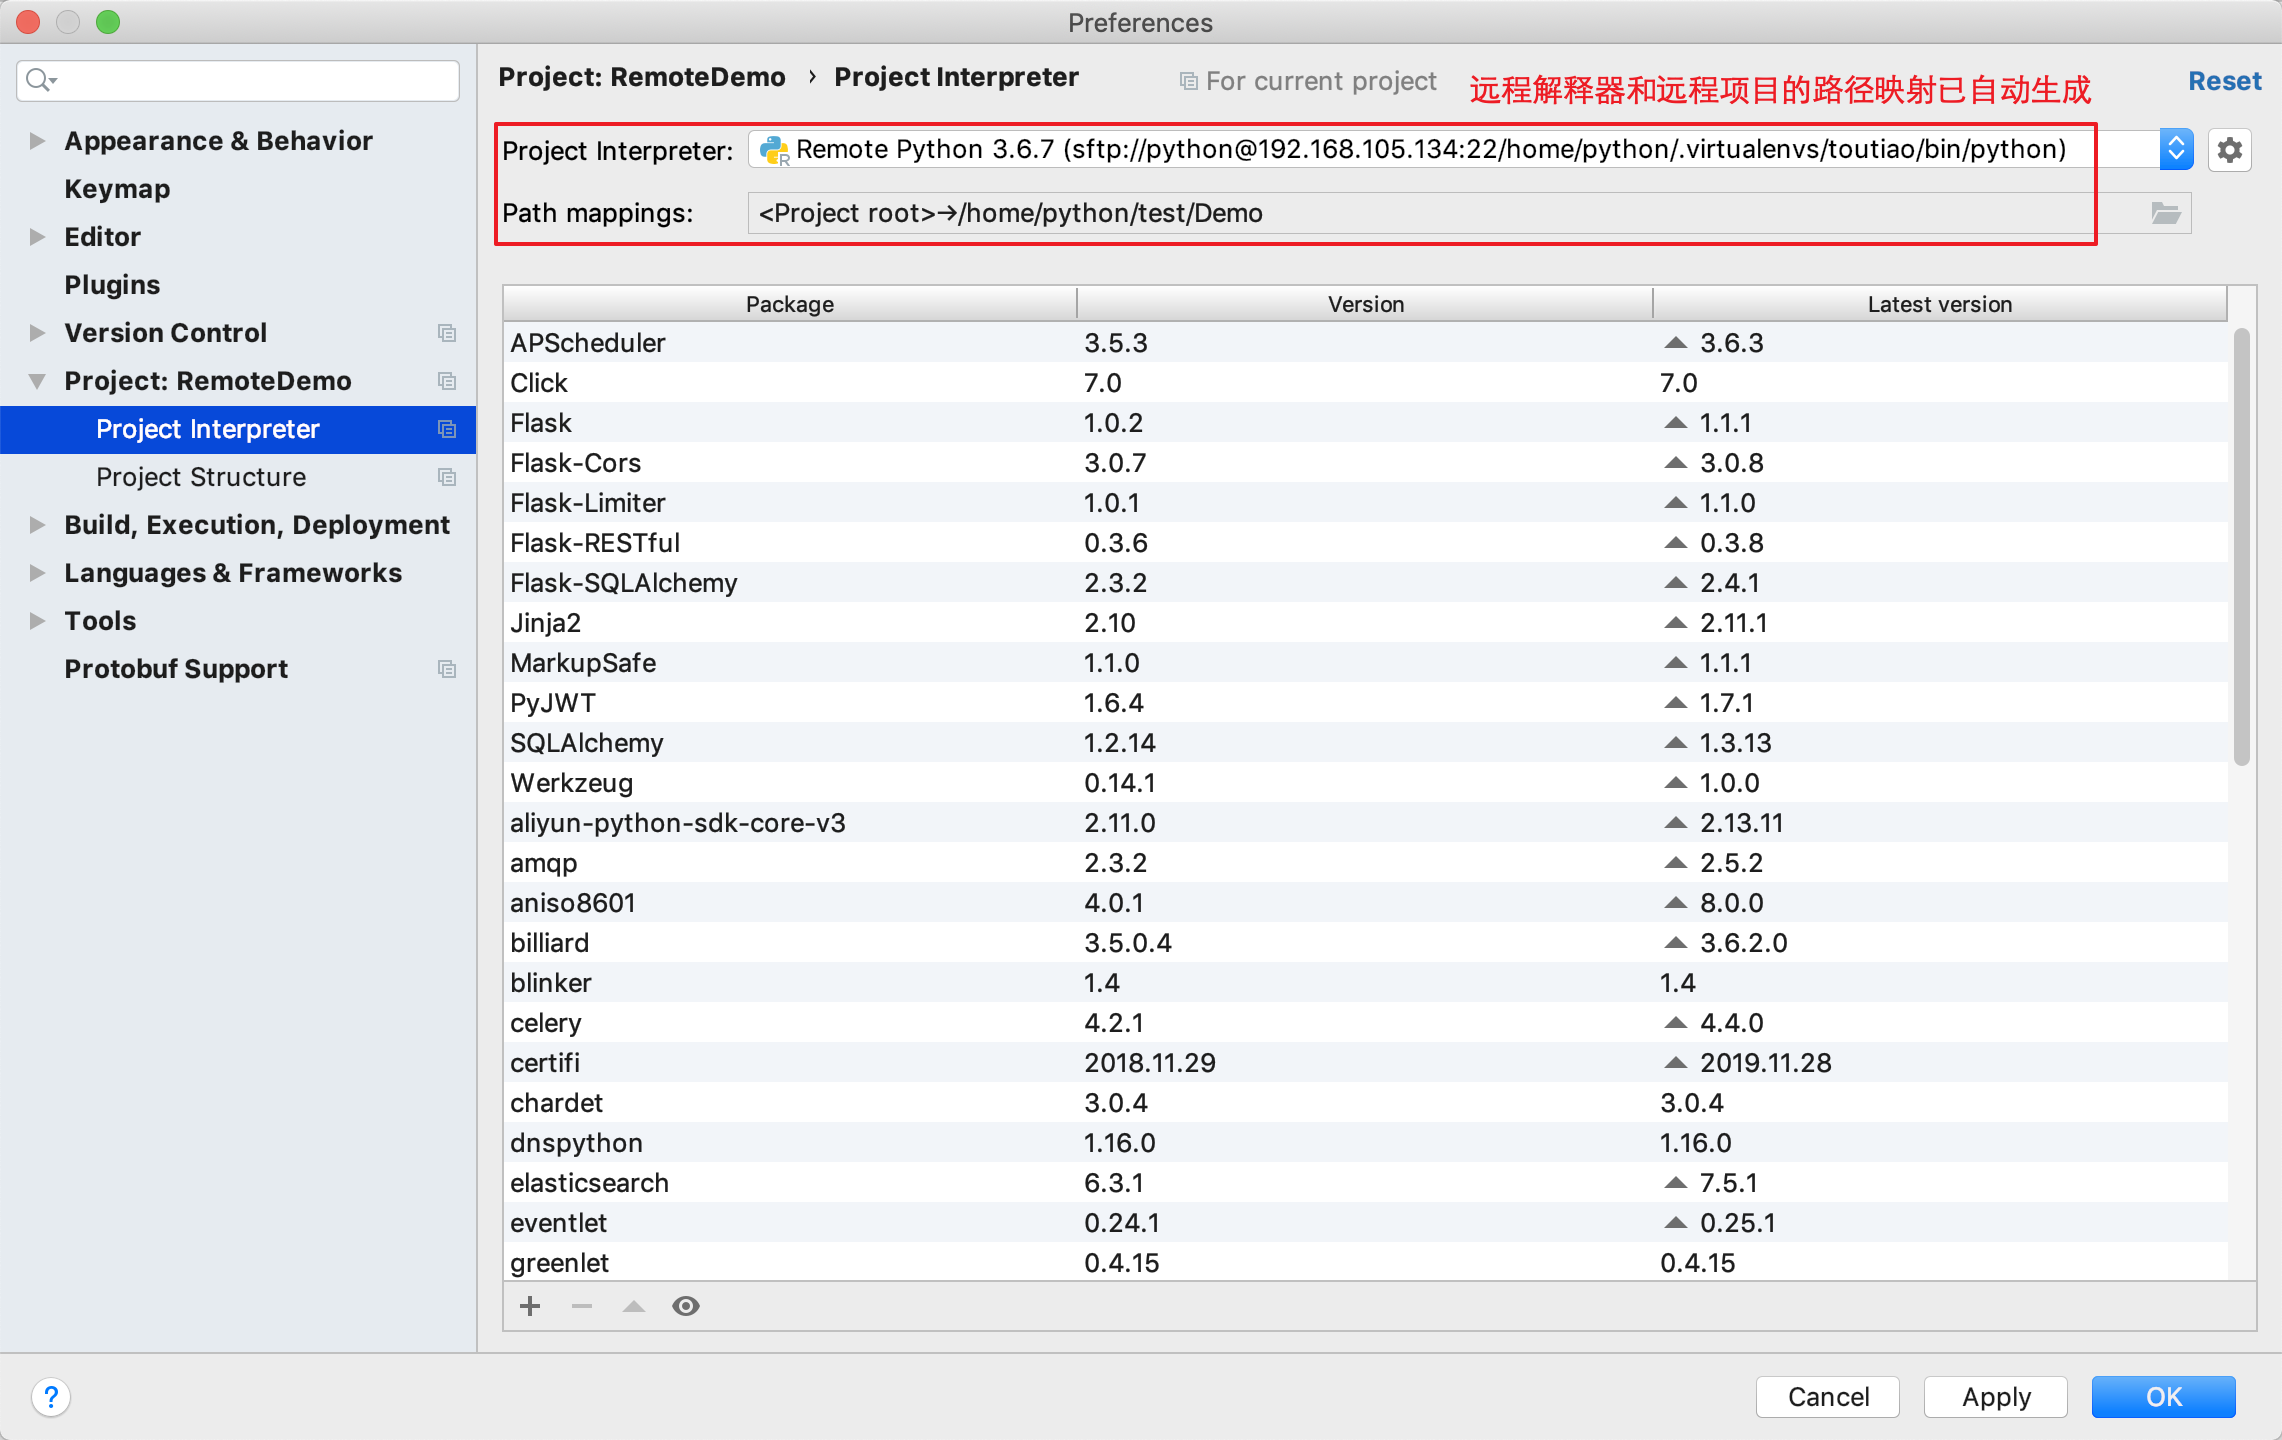 Preferences
Project: RemoteDemo › Project Interpreter
For current project
远程解释器和远程项目的路径映射已自动生成
Reset
Appearance & Behavior
Keymap
Editor
Plugins
Version Control
Project: RemoteDemo
Project Interpreter
Project Structure
Build, Execution, Deployment
Languages & Frameworks
Tools
Protobuf Support
Project Interpreter: Remote Python 3.6.7 (sftp://python@192.168.105.134:22/home/python/.virtualenvs/toutiao/bin/python)
Path mappings: <Project root>→/home/python/test/Demo
Package Version Latest version
APScheduler 3.5.3 3.6.3
Click 7.0 7.0
Flask 1.0.2 1.1.1
Flask-Cors 3.0.7 3.0.8
Flask-Limiter 1.0.1 1.1.0
Flask-RESTful 0.3.6 0.3.8
Flask-SQLAlchemy 2.3.2 2.4.1
Jinja2 2.10 2.11.1
MarkupSafe 1.1.0 1.1.1
PyJWT 1.6.4 1.7.1
SQLAlchemy 1.2.14 1.3.13
Werkzeug 0.14.1 1.0.0
aliyun-python-sdk-core-v3 2.11.0 2.13.11
amqp 2.3.2 2.5.2
aniso8601 4.0.1 8.0.0
billiard 3.5.0.4 3.6.2.0
blinker 1.4 1.4
celery 4.2.1 4.4.0
certifi 2018.11.29 2019.11.28
chardet 3.0.4 3.0.4
dnspython 1.16.0 1.16.0
elasticsearch 6.3.1 7.5.1
eventlet 0.24.1 0.25.1
greenlet 0.4.15 0.4.15
?
Cancel
Apply
OK